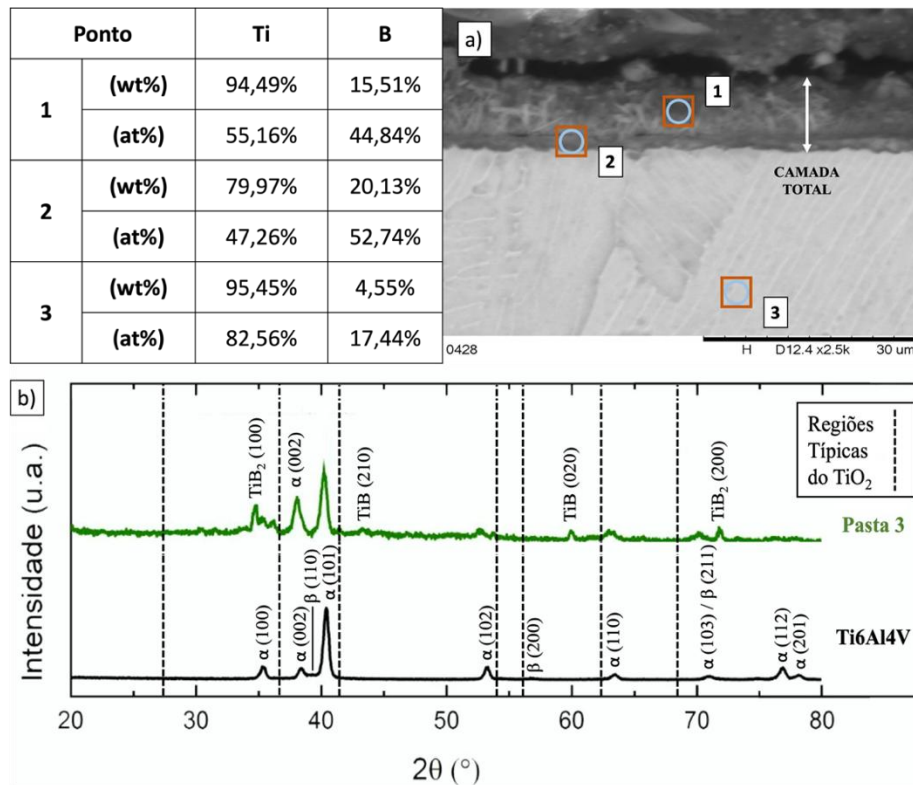 Ponto Ti B
1 (wt%) 94,49% 15,51%
(at%) 55,16% 44,84%
2 (wt%) 79,97% 20,13%
(at%) 47,26% 52,74%
3 (wt%) 95,45% 4,55%
(at%) 82,56% 17,44%
a)
1
2
CAMADA
TOTAL
3
0428 H D12.4 x2.5k 30 um
b)
Intensidade (u.a.)
TiB₂ (100)
α (002)
TiB (210)
TiB (020)
TiB₂ (200)
Regiões
Típicas
do TiO₂
Pasta 3
α (100)
α (002)
β (110)
α (101)
α (102)
β (200)
α (110)
α (103) / β (211)
α (112)
α (201)
Ti6Al4V
20 30 40 50 60 70 80
2θ (°)